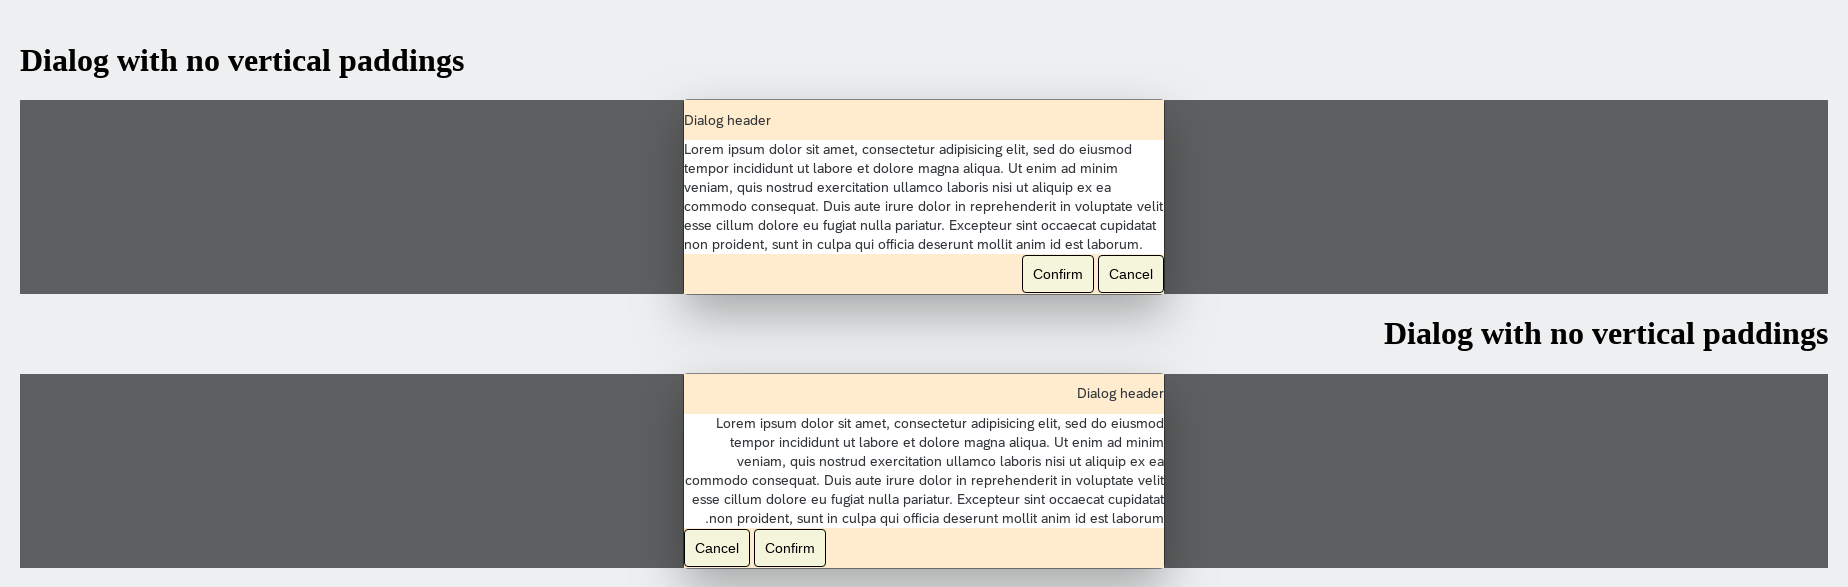 Dialog with no vertical paddings
Dialog header
Lorem ipsum dolor sit amet, consectetur adipisicing elit, sed do eiusmod
tempor incididunt ut labore et dolore magna aliqua. Ut enim ad minim
veniam, quis nostrud exercitation ullamco laboris nisi ut aliquip ex ea
commodo consequat. Duis aute irure dolor in reprehenderit in voluptate velit
esse cillum dolore eu fugiat nulla pariatur. Excepteur sint occaecat cupidatat
non proident, sunt in culpa qui officia deserunt mollit anim id est laborum.
Confirm Cancel
Dialog with no vertical paddings
Dialog header
Lorem ipsum dolor sit amet, consectetur adipisicing elit, sed do eiusmod
tempor incididunt ut labore et dolore magna aliqua. Ut enim ad minim
veniam, quis nostrud exercitation ullamco laboris nisi ut aliquip ex ea
commodo consequat. Duis aute irure dolor in reprehenderit in voluptate velit
esse cillum dolore eu fugiat nulla pariatur. Excepteur sint occaecat cupidatat
.non proident, sunt in culpa qui officia deserunt mollit anim id est laborum
Cancel Confirm